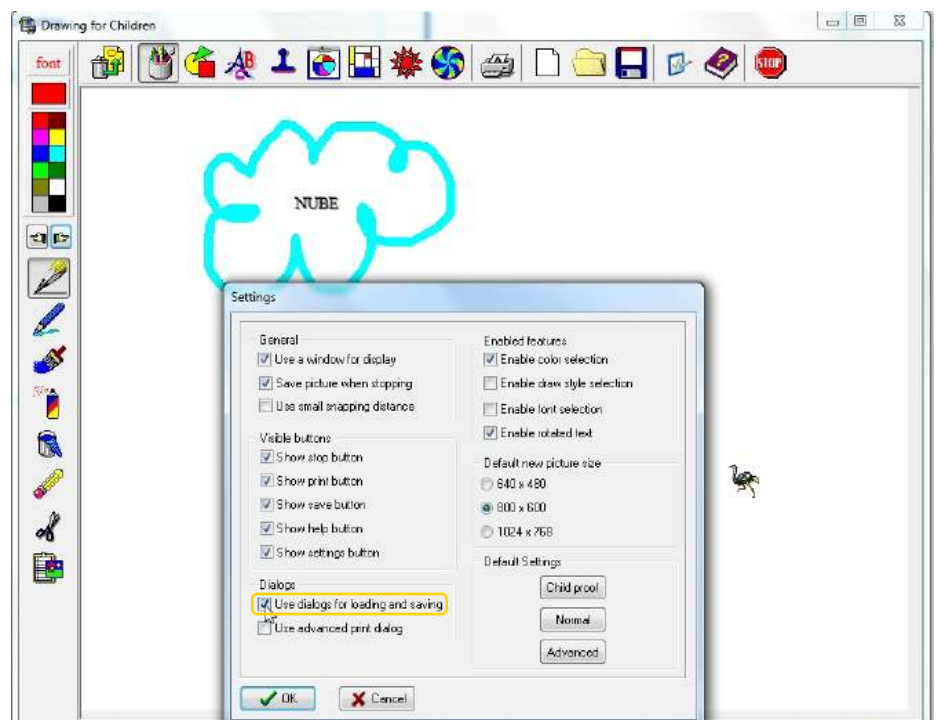 Drawing for Children
font
AB
STOP
NUBE
Settings
General
Use a window for display
Save picture when stopping
Use small snapping distance
Visible buttons
Show stop button
Show print button
Show save button
Show help button
Show settings button
Dialogs
Use dialogs for loading and saving
Use advanced print dialog
Enabled features
Enable color selection
Enable draw style selection
Enable font selection
Enable rotated text
Default new picture size
640 x 480
800 x 600
1024 x 768
Default Settings
Child proof
Normal
Advanced
OK
Cancel